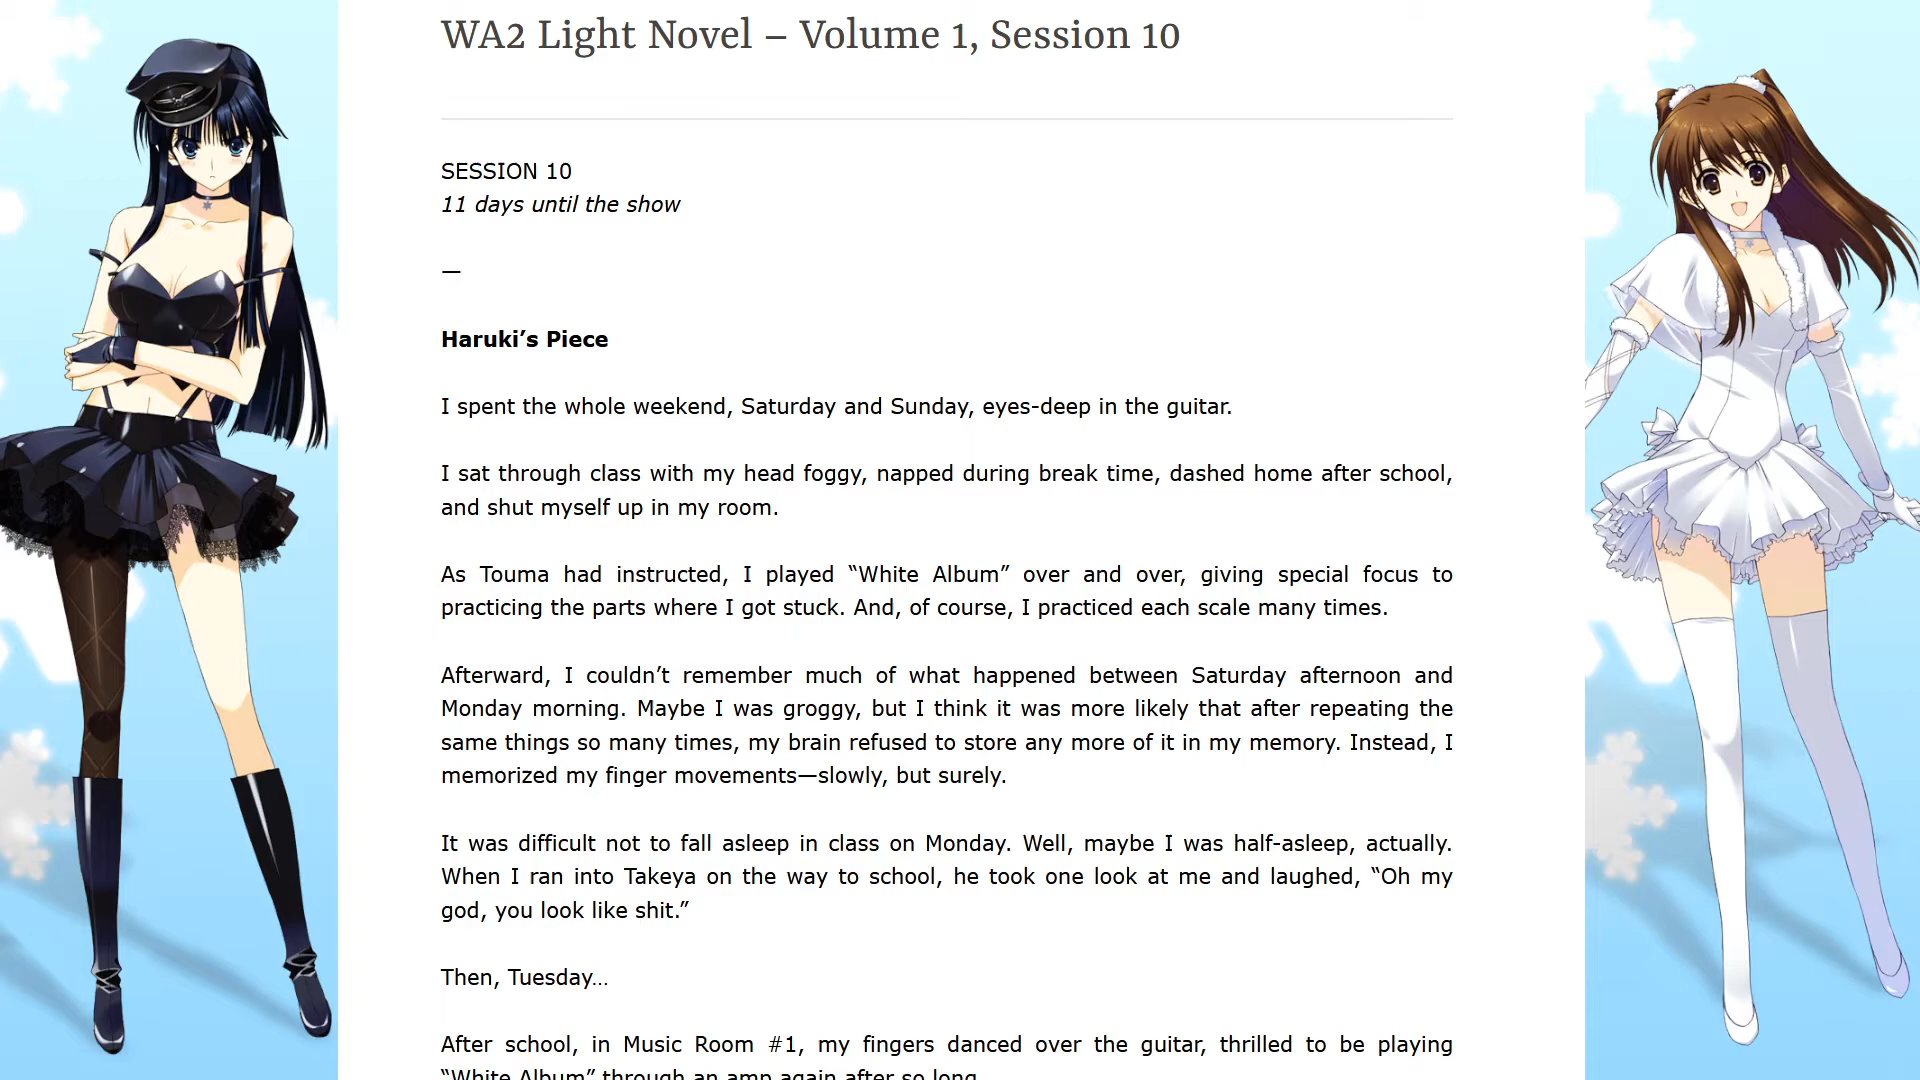 WA2 Light Novel – Volume 1, Session 10
SESSION 10
11 days until the show
—
Haruki’s Piece
I spent the whole weekend, Saturday and Sunday, eyes-deep in the guitar.
I sat through class with my head foggy, napped during break time, dashed home after school,
and shut myself up in my room.
As Touma had instructed, I played “White Album” over and over, giving special focus to
practicing the parts where I got stuck. And, of course, I practiced each scale many times.
Afterward, I couldn’t remember much of what happened between Saturday afternoon and
Monday morning. Maybe I was groggy, but I think it was more likely that after repeating the
same things so many times, my brain refused to store any more of it in my memory. Instead, I
memorized my finger movements—slowly, but surely.
It was difficult not to fall asleep in class on Monday. Well, maybe I was half-asleep, actually.
When I ran into Takeya on the way to school, he took one look at me and laughed, “Oh my
god, you look like shit.”
Then, Tuesday…
After school, in Music Room #1, my fingers danced over the guitar, thrilled to be playing
“White Album” through an amp again after so long.